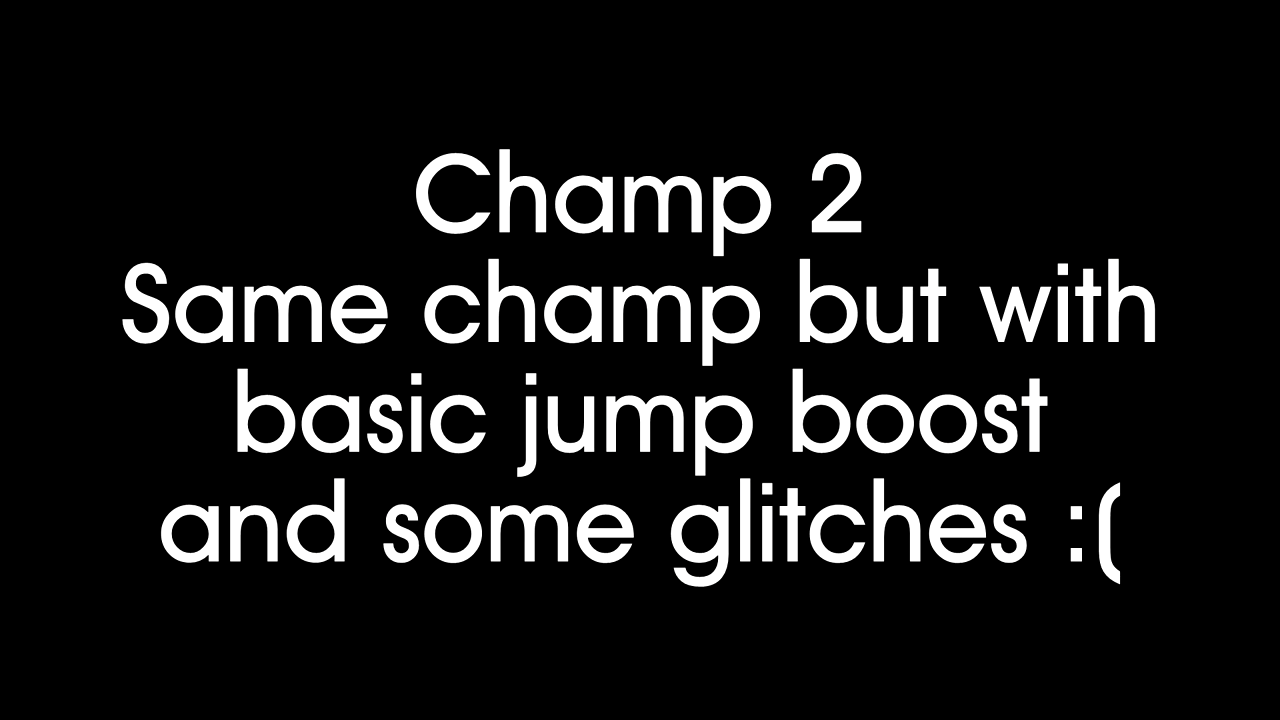 Champ 2
Same champ but with
basic jump boost
and some glitches :(